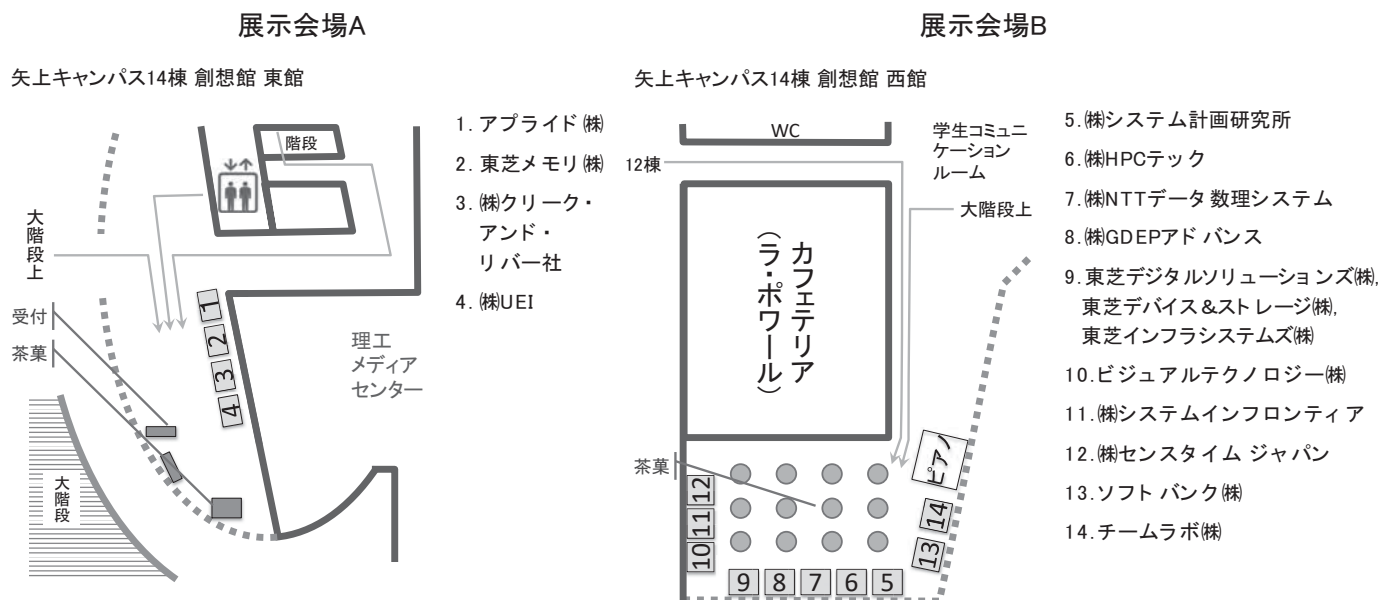 展示会場A
矢上キャンパス14棟 創想館 東館
階段
大階段上
受付
茶菓
大階段
1
2
3
4
理工
メディア
センター
1. アプライド㈱
2. 東芝メモリ㈱
3. ㈱クリーク・
アンド・
リバー社
4. ㈱UEI
展示会場B
矢上キャンパス14棟 創想館 西館
WC
12棟
学生コミュニ
ケーション
ルーム
大階段上
カフェテリア
（ラ・ポワール）
茶菓
ピアノ
12
11
10
14
13
9
8
7
6
5
5.㈱システム計画研究所
6.㈱HPCテック
7.㈱NTTデータ 数理システム
8.㈱GDEPアドバンス
9.東芝デジタルソリューションズ㈱,
東芝デバイス&ストレージ㈱,
東芝インフラシステムズ㈱
10.ビジュアルテクノロジー㈱
11.㈱システムインフロンティア
12.㈱センスタイム ジャパン
13.ソフトバンク㈱
14.チームラボ㈱